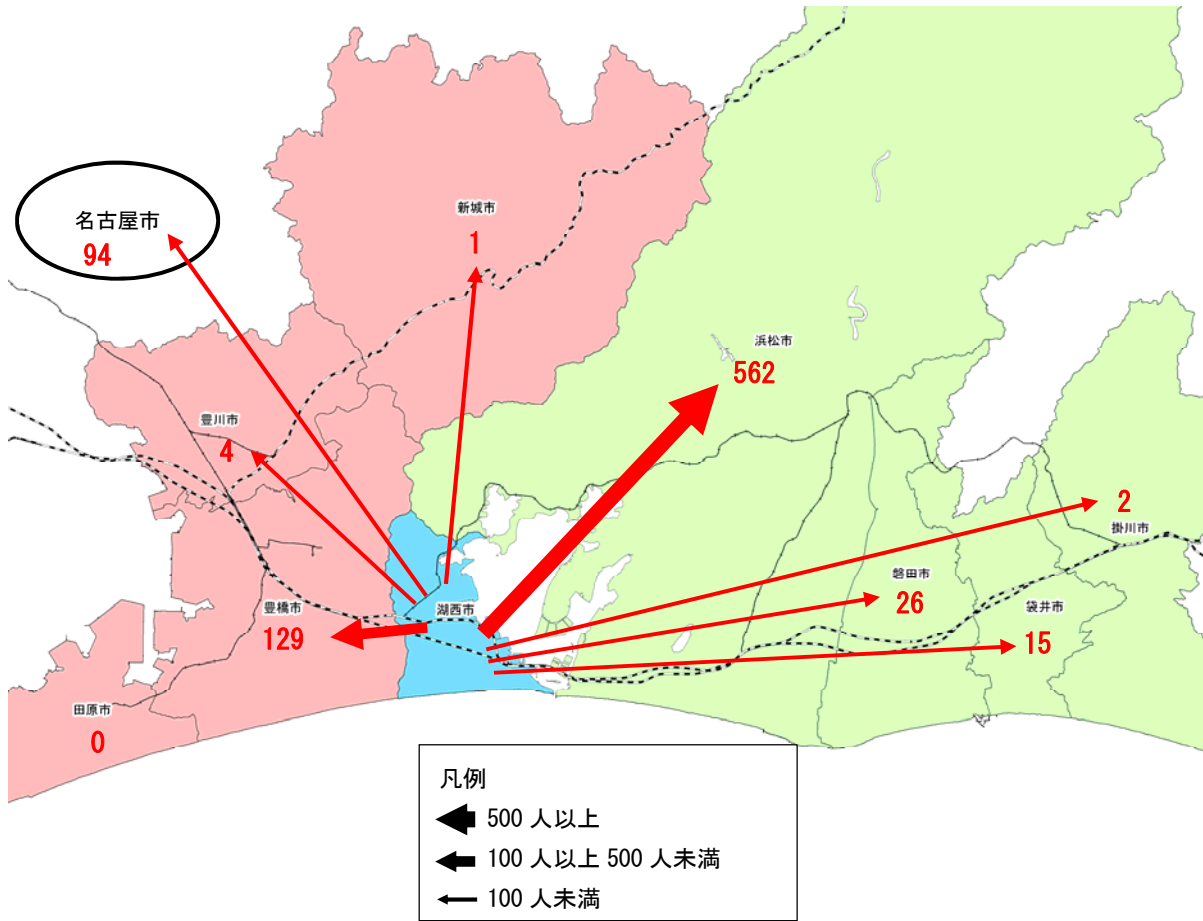 名古屋市
94
新城市
1
浜松市
562
豊川市
4
2
掛川市
磐田市
26
袋井市
15
豊橋市
129
湖西市
田原市
0
凡例
500 人以上
100 人以上 500 人未満
100 人未満